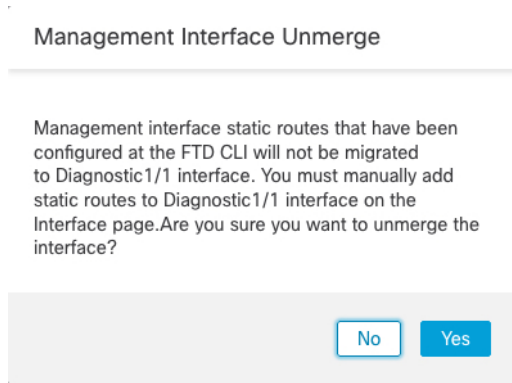 Management Interface Unmerge
Management interface static routes that have been
configured at the FTD CLI will not be migrated
to Diagnostic1/1 interface. You must manually add
static routes to Diagnostic1/1 interface on the
Interface page.Are you sure you want to unmerge the
interface?
No
Yes